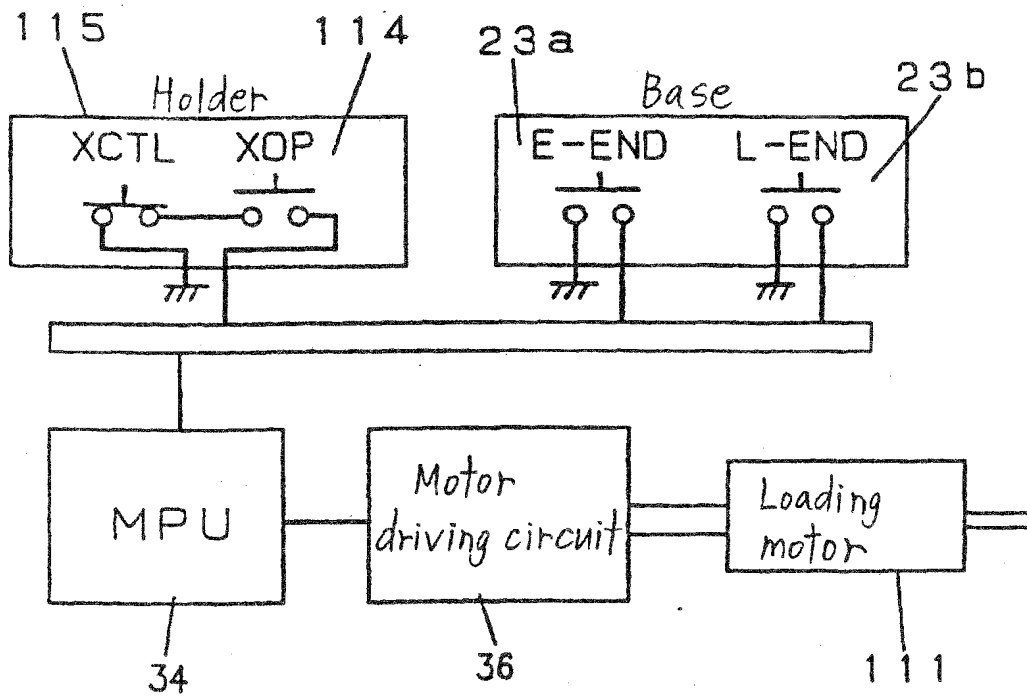 115 114 23a 23b
Holder Base
XCTL XOP E-END L-END
MPU Motor driving circuit Loading motor
34 36 111